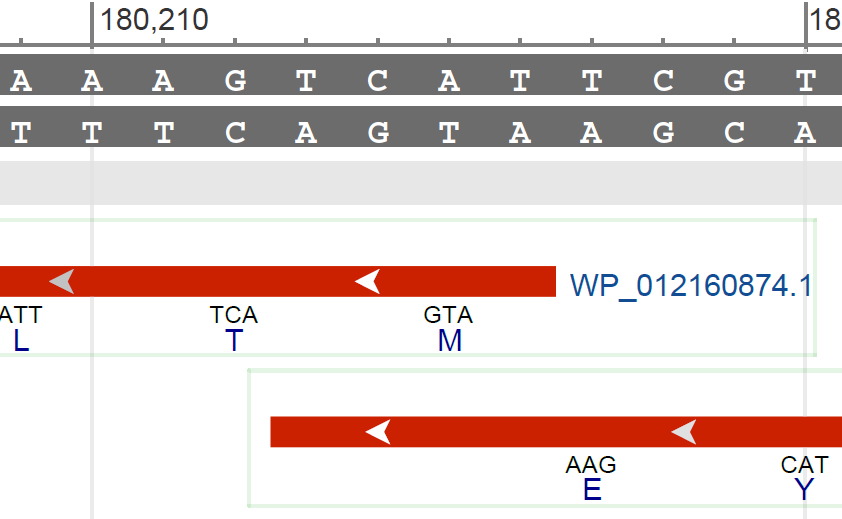 180,210 18
A A A G T C A T T C G T
T T T C A G T A A G C A
WP_012160874.1
ATT TCA GTA
L T M
AAG CAT
E Y